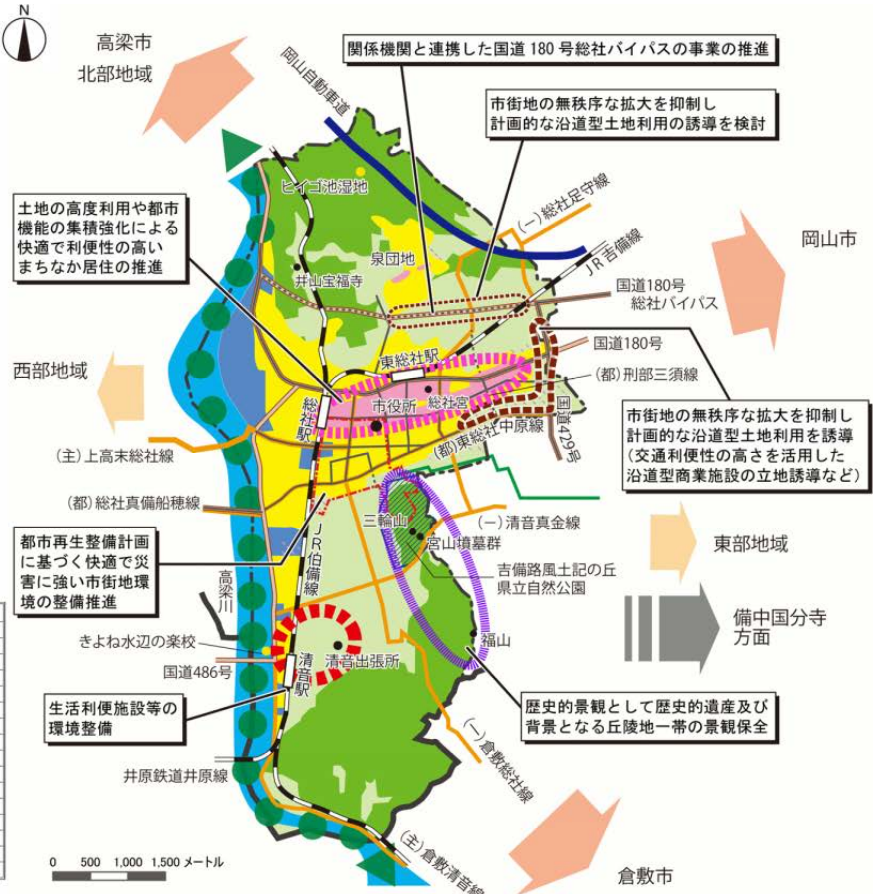 N
高梁市
北部地域
関係機関と連携した国道180号総社バイパスの事業の推進
岡山自動車道
市街地の無秩序な拡大を抑制し
計画的な沿道型土地利用の誘導を検討
ヒイゴ池湿地
(一)総社足守線
土地の高度利用や都市
機能の集積強化による
快適で利便性の高い
まちなか居住の推進
泉団地
井山宝福寺
JR吉備線
岡山市
国道180号
総社バイパス
国道180号
東総社駅
西部地域
(都)刑部三須線
総社駅
市役所
総社宮
国道429号
(都)東総社中原線
市街地の無秩序な拡大を抑制し
計画的な沿道型土地利用を誘導
(交通利便性の高さを活用した
沿道型商業施設の立地誘導など)
(主)上高末総社線
(都)総社真備船穂線
三輪山
(一)清音真金線
宮山墳墓群
東部地域
都市再生整備計画
に基づく快適で災
害に強い市街地環
境の整備推進
JR伯備線
吉備路風土記の丘
県立自然公園
高梁川
備中国分寺
方面
きよね水辺の楽校
福山
清音出張所
国道486号
清音駅
生活利便施設等の
環境整備
歴史的景観として歴史的遺産及び
背景となる丘陵地一帯の景観保全
(一)倉敷総社線
井原鉄道井原線
(主)倉敷清音線
0 500 1,000 1,500 メートル
倉敷市